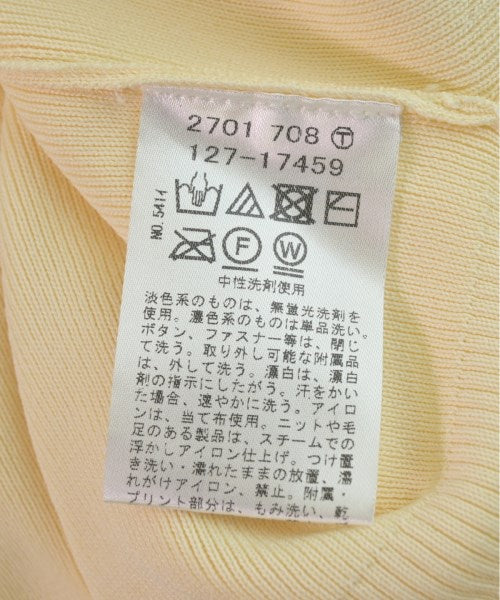 2701 708 Ⓣ
127-17459
NO.5414
F W
中性洗剤使用
淡色系のものは、無蛍光洗剤を
使用。濃色系のものは単品洗い。
ボタン、ファスナー等は、閉じ
て洗う。取り外し可能な附属品
は、外して洗う。漂白は、漂白
剤の指示にしたがう。汗をかい
た場合、速やかに洗う。アイロ
ンは、当て布使用。ニットや毛
足のある製品は、スチームでの
浮かしアイロン仕上げ。つけ置
き洗い・濡れたままの放置、濡
れがけアイロン、禁止。附属・
プリント部分は、もみ洗い、乾